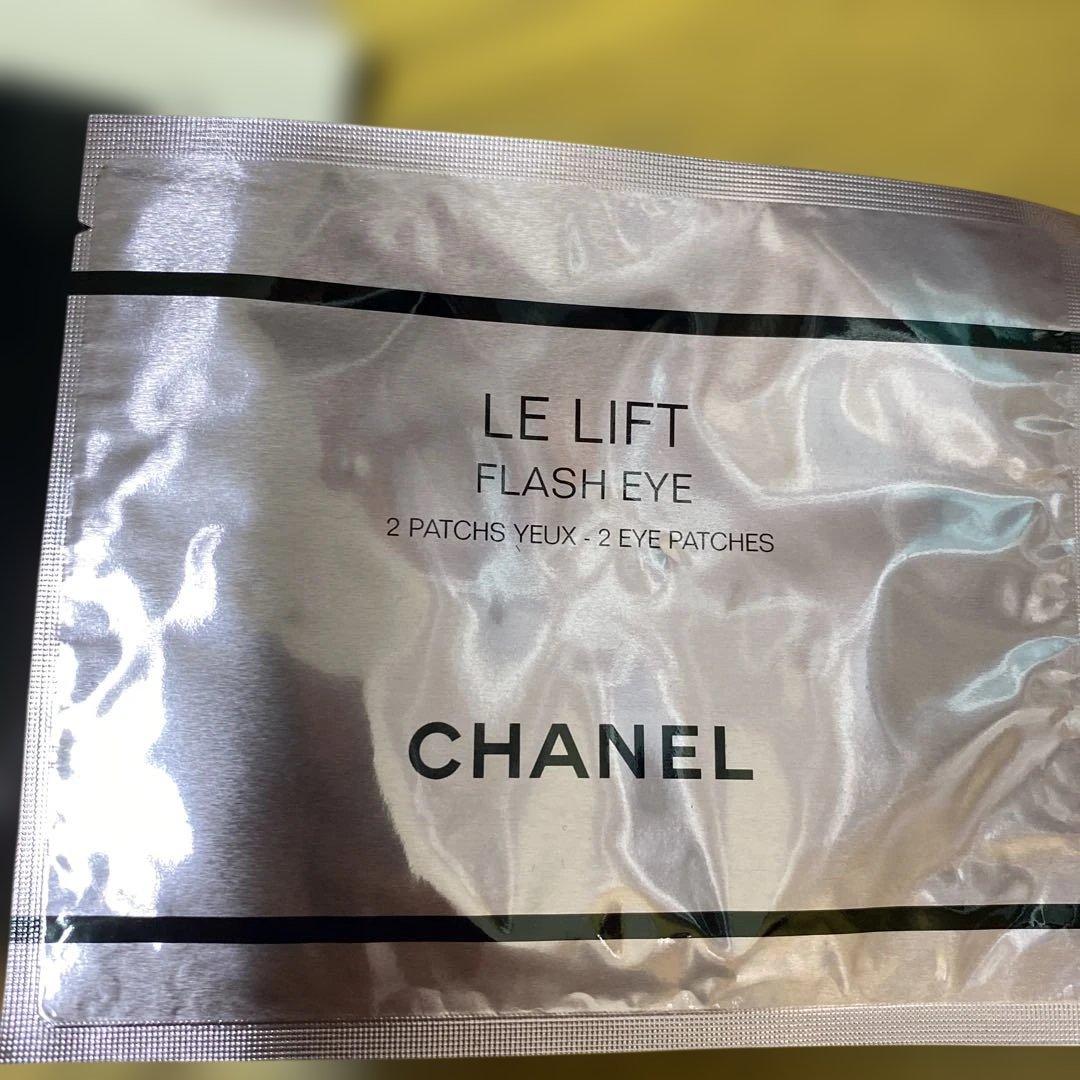 LE LIFT
FLASH EYE
2 PATCHS YEUX - 2 EYE PATCHES
CHANEL